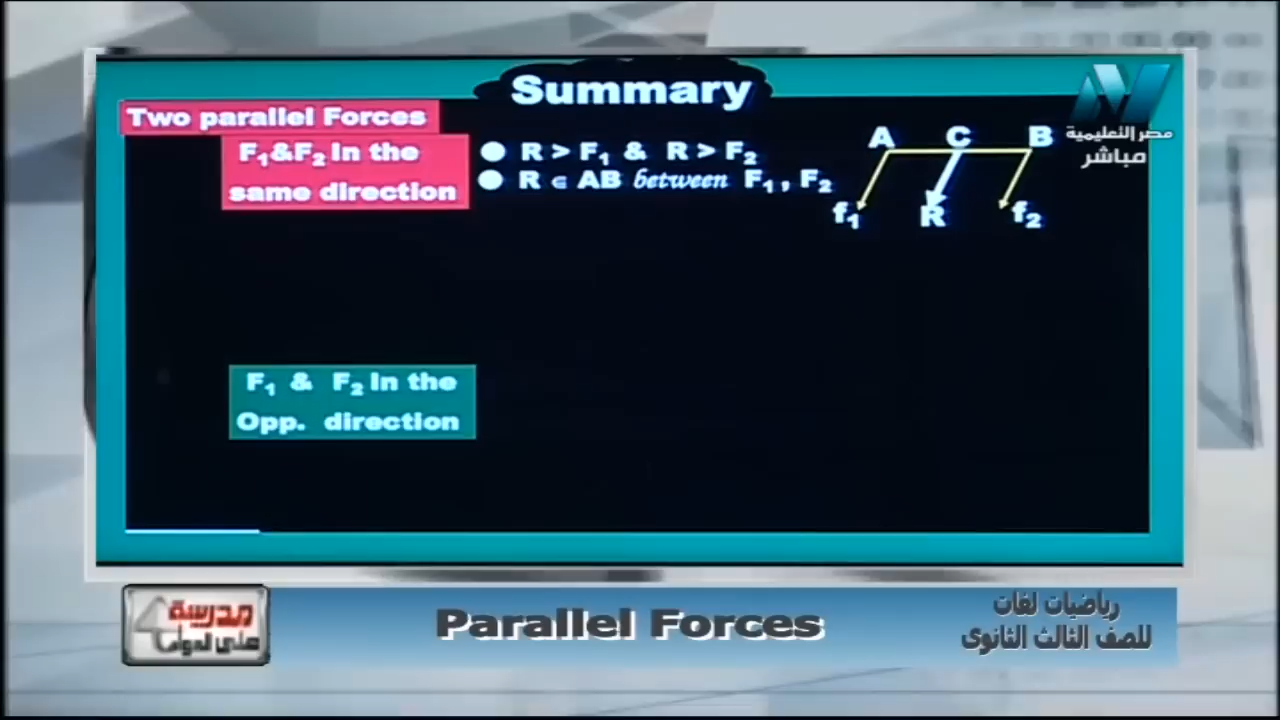 Summary
مصر التعليمية
مباشر
Two parallel Forces
F₁&F₂ In the
same direction
● R > F₁ & R > F₂
● R ∈ AB between F₁ , F₂
A C B
f₁ R f₂
F₁ & F₂ In the
Opp. direction
مدرسة
على الهوا
Parallel Forces
رياضيات لغات
للصف الثالث الثانوى